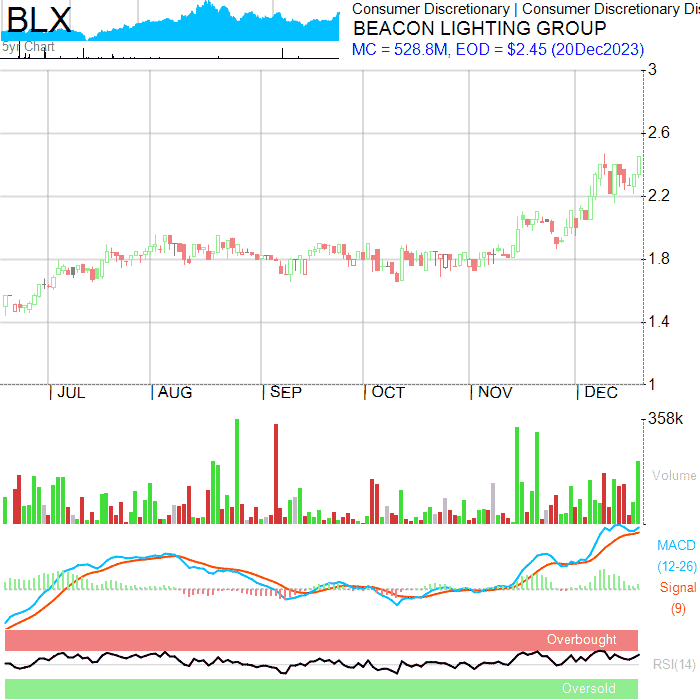 BLX
5yr Chart
Consumer Discretionary | Consumer Discretionary Dis
BEACON LIGHTING GROUP
MC = 528.8M, EOD = $2.45 (20Dec2023)
3
2.6
2.2
1.8
1.4
1
JUL AUG SEP OCT NOV DEC
358k
Volume
MACD
(12-26)
Signal
(9)
Overbought
RSI(14)
Oversold